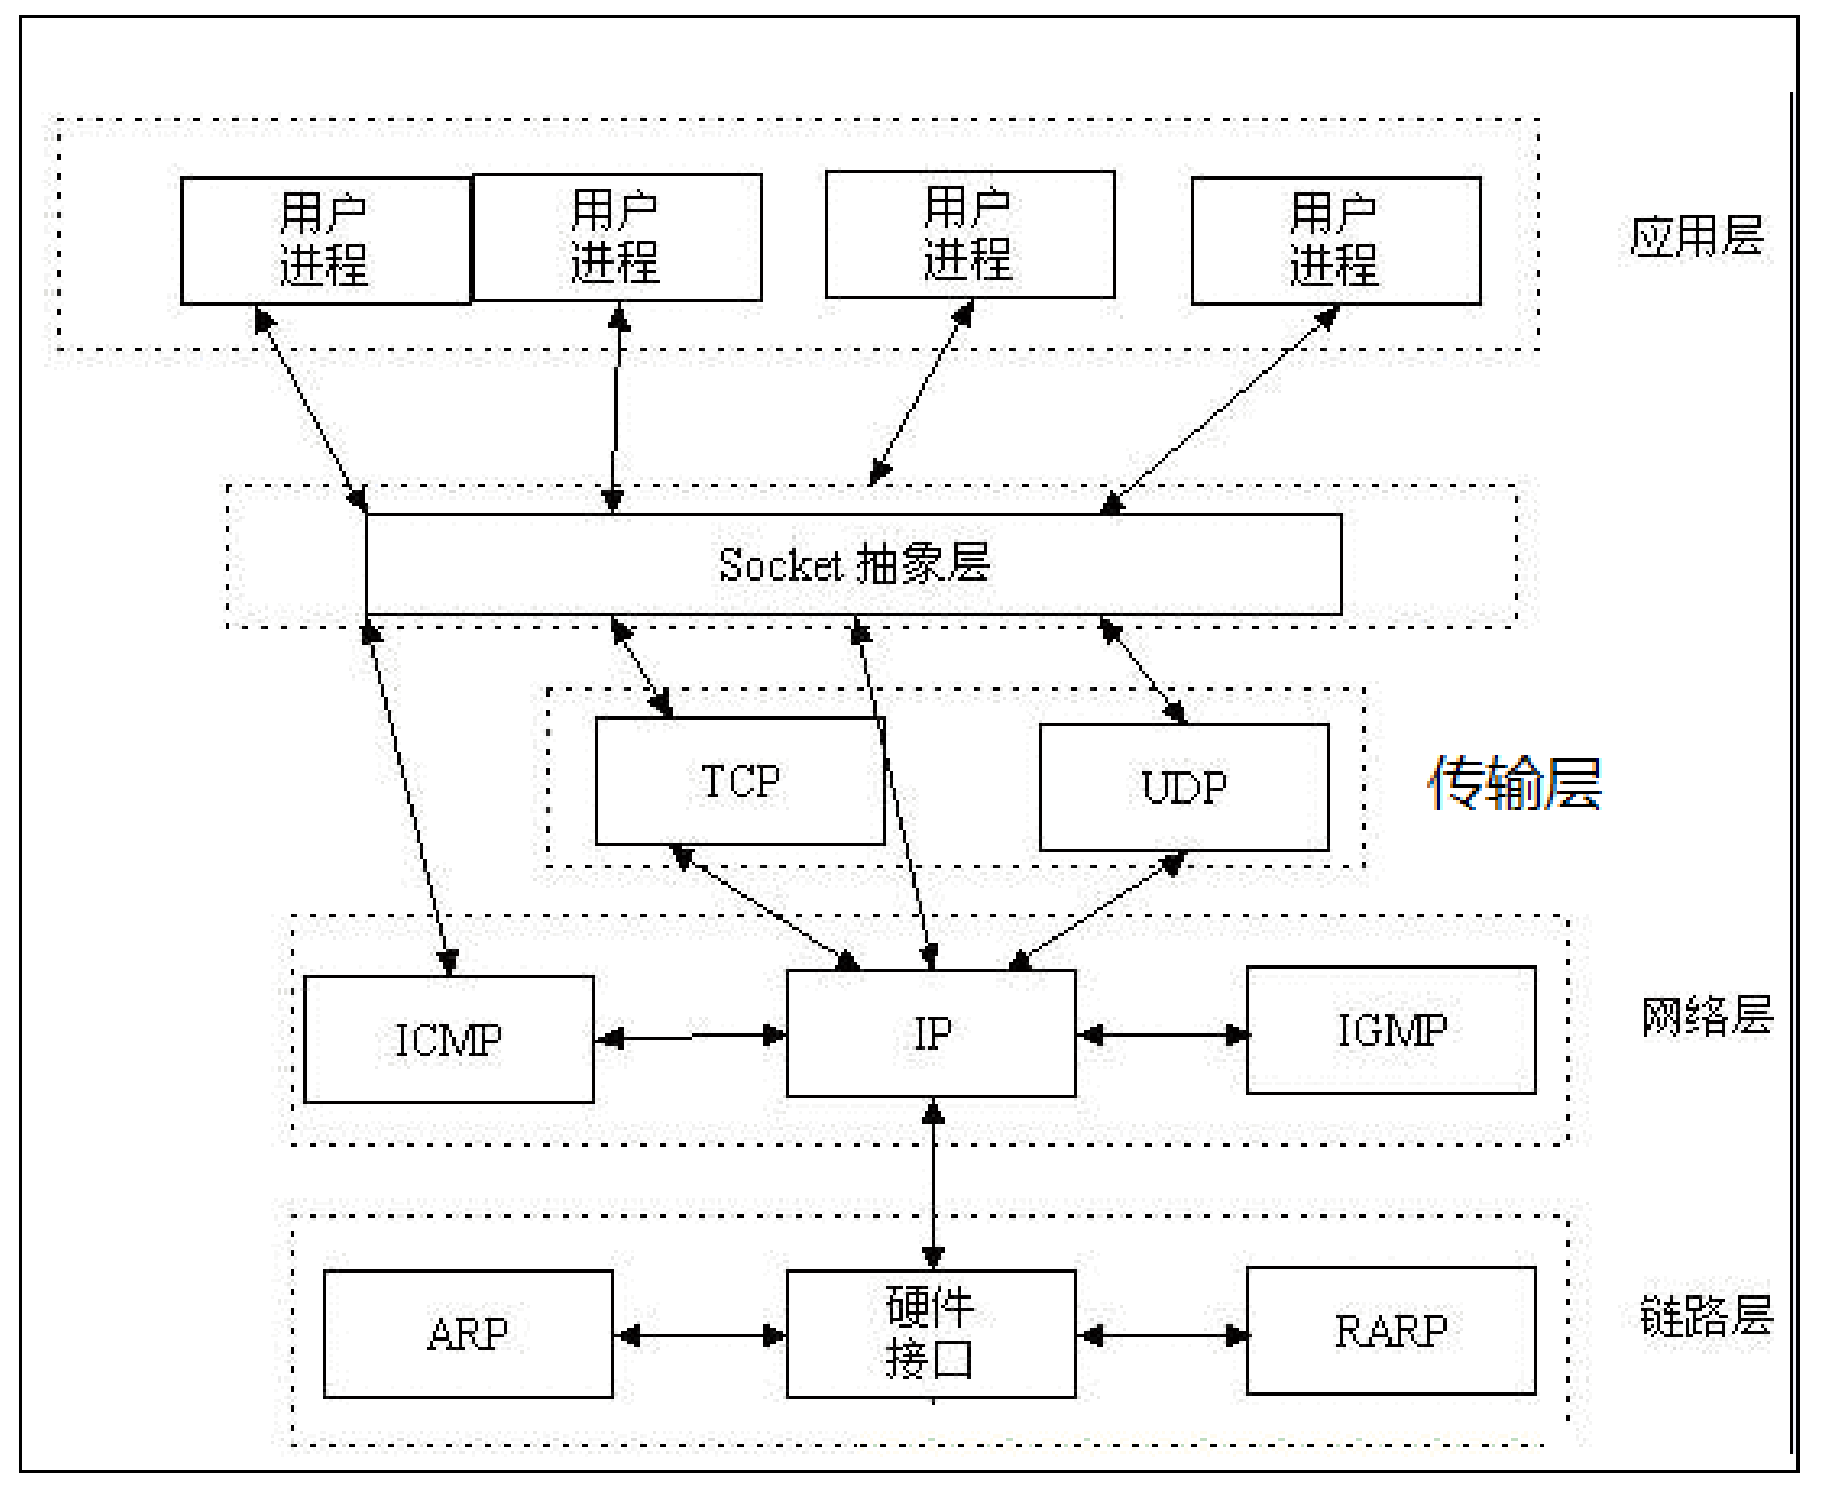 用户
进程
用户
进程
用户
进程
用户
进程
应用层
Socket 抽象层
TCP
UDP
传输层
ICMP
IP
IGMP
网络层
ARP
硬件
接口
RARP
链路层